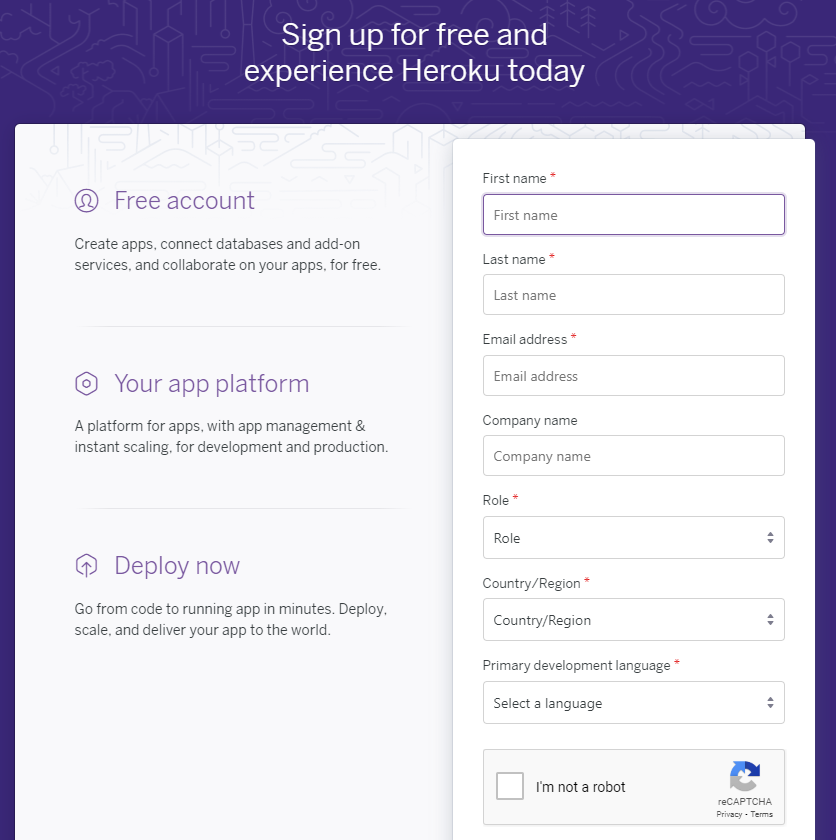 Sign up for free and
experience Heroku today
Free account
Create apps, connect databases and add-on
services, and collaborate on your apps, for free.
Your app platform
A platform for apps, with app management &
instant scaling, for development and production.
Deploy now
Go from code to running app in minutes. Deploy,
scale, and deliver your app to the world.
First name *
First name
Last name *
Last name
Email address *
Email address
Company name
Company name
Role *
Role
Country/Region *
Country/Region
Primary development language *
Select a language
I'm not a robot
reCAPTCHA
Privacy - Terms